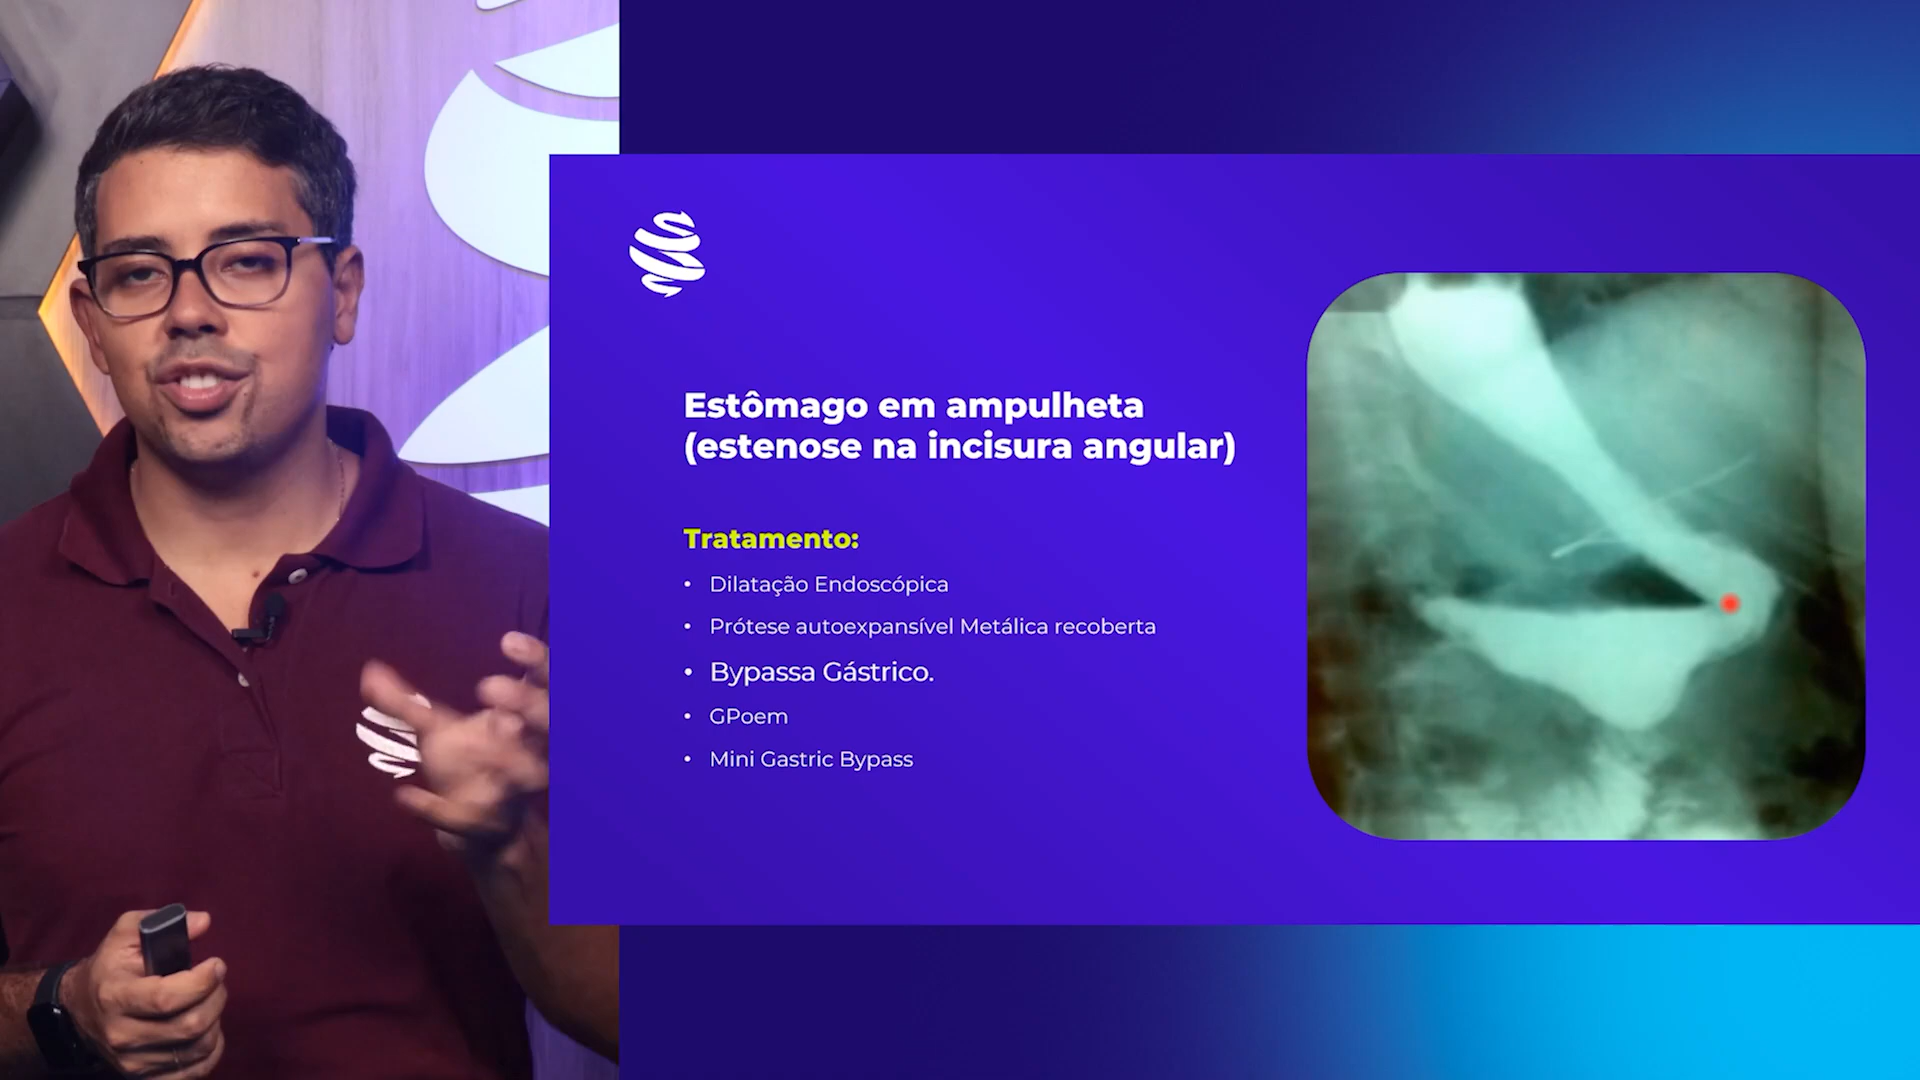 Estômago em ampulheta
(estenose na incisura angular)
Tratamento:
• Dilatação Endoscópica
• Prótese autoexpansível Metálica recoberta
• Bypassa Gástrico.
• GPoem
• Mini Gastric Bypass